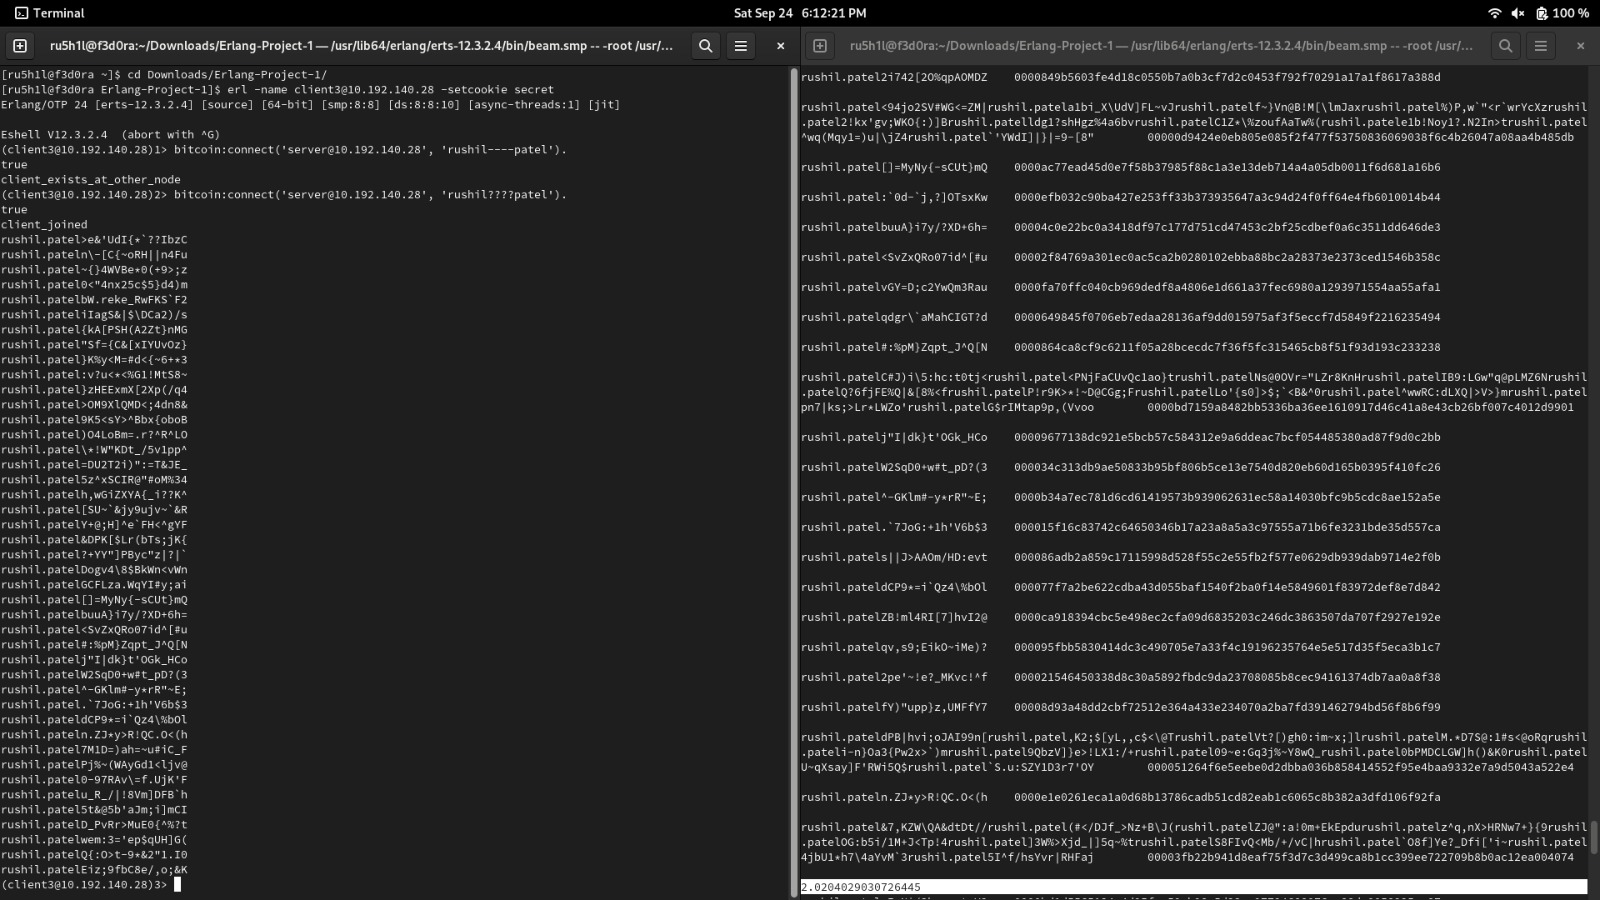 Terminal
Sat Sep 24 6:12:21 PM
100 %
ru5h1l@f3d0ra:~/Downloads/Erlang-Project-1 — /usr/lib64/erlang/erts-12.3.2.4/bin/beam.smp -- -root /usr/...
[ru5h1l@f3d0ra ~]$ cd Downloads/Erlang-Project-1/
[ru5h1l@f3d0ra Erlang-Project-1]$ erl -name client3@10.192.140.28 -setcookie secret
Erlang/OTP 24 [erts-12.3.2.4] [source] [64-bit] [smp:8:8] [ds:8:8:10] [async-threads:1] [jit]
Eshell V12.3.2.4  (abort with ^G)
(client3@10.192.140.28)1> bitcoin:connect('server@10.192.140.28', 'rushil----patel').
true
client_exists_at_other_node
(client3@10.192.140.28)2> bitcoin:connect('server@10.192.140.28', 'rushil????patel').
true
client_joined
rushil.patel>e&'UdI{*`??IbzC
rushil.pateln\-[C{~oRH||n4Fu
rushil.patel~{}4WVBe*0(+9>;z
rushil.patel0<"4nx25c$5}d4)m
rushil.patelbW.reke_RwFKS`F2
rushil.pateliIagS&|$\DCa2)/s
rushil.patel{kA[PSH(A2Zt}nMG
rushil.patel"Sf={C&[xIYUvOz}
rushil.patel}K%y<M=#d<{~6+*3
rushil.patel:v?u<*<%G1!MtS8~
rushil.patel}zHEExmX[2Xp(/q4
rushil.patel>OM9XlQMD<;4dn8&
rushil.patel9K5<sY>^Bbx{oboB
rushil.patel)O4LoBm=.r?^R^LO
rushil.patel\*!W"KDt_/5v1pp^
rushil.patel=DU2T2i)":=T&JE_
rushil.patel5z^xSCIR@"#oM%34
rushil.patelh,wGiZXYA{_i??K^
rushil.patel[SU~`&jy9ujv~`&R
rushil.patelY+@;H]^e`FH<^gYF
rushil.patel&DPK[$Lr(bTs;jK{
rushil.patel?+YY"]PByc"z|?|`
rushil.patelDogv4\8$BkWn<vWn
rushil.patelGCFLza.WqYI#y;ai
rushil.patel[]=MyNy{-sCUt}mQ
rushil.patelbuuA}i7y/?XD+6h=
rushil.patel<SvZxQRo07id^[#u
rushil.patel#:%pM}Zqpt_J^Q[N
rushil.patelj"I|dk}t'OGk_HCo
rushil.patelW2SqD0+w#t_pD?(3
rushil.patel^-GKlm#-y*rR"~E;
rushil.patel.`7JoG:+1h'V6b$3
rushil.pateldCP9*=i`Qz4\%bOl
rushil.pateln.ZJ*y>R!QC.O<(h
rushil.patel7M1D=)ah=~u#iC_F
rushil.patelPj%~(WAyGd1<ljv@
rushil.patel0-97RAv\=f.UjK'F
rushil.patelu_R_/|!8Vm]DFB`h
rushil.patel5t&@5b'aJm;i]mCI
rushil.patelD_PvRr>MuE0{^%?t
rushil.patelwem:3='ep$qUH]G(
rushil.patelQ{:O>t-9*&2"1.I0
rushil.patelEiz;9fbC8e/,o;&K
(client3@10.192.140.28)3>
ru5h1l@f3d0ra:~/Downloads/Erlang-Project-1 — /usr/lib64/erlang/erts-12.3.2.4/bin/beam.smp -- -root /usr/...
rushil.patel2i742[2O%qpAOMDZ    0000849b5603fe4d18c0550b7a0b3cf7d2c0453f792f70291a17a1f8617a388d
rushil.patel<94jo2SV#WG<=ZM|rushil.patela1bi_X\UdV]FL~vJrushil.patelf~}Vn@B!M[\lmJaxrushil.patel%)P,w`"<r`wrYcXzrushil
.patel2!kx'gv;WKO{:)]Brushil.patelldg1?shHgz%4a6bvrushil.patelC1Z*\%zoufAaTw%(rushil.patele1b!Noy1?.N2In>trushil.patel
^wq(Mqy1=)u|\jZ4rushil.patel`'YWdI]|}|=9~[8"        00000d9424e0eb805e085f2f477f53750836069038f6c4b26047a08aa4b485db
rushil.patel[]=MyNy{-sCUt}mQ    0000ac77ead45d0e7f58b37985f88c1a3e13deb714a4a05db0011f6d681a16b6
rushil.patel:`0d-`j,?]OTsxKw    0000efb032c90ba427e253ff33b373935647a3c94d24f0ff64e4fb6010014b44
rushil.patelbuuA}i7y/?XD+6h=    00004c0e22bc0a3418df97c177d751cd47453c2bf25cdbef0a6c3511dd646de3
rushil.patel<SvZxQRo07id^[#u    00002f84769a301ec0ac5ca2b0280102ebba88bc2a28373e2373ced1546b358c
rushil.patelvGY=D;c2YwQm3Rau    0000fa70ffc040cb969dedf8a4806e1d661a37fec6980a1293971554aa55afa1
rushil.patelqdgr\`aMahCIGT?d    0000649845f0706eb7edaa28136af9dd015975af3f5eccf7d5849f2216235494
rushil.patel#:%pM}Zqpt_J^Q[N    0000864ca8cf9c6211f05a28bcecdc7f36f5fc315465cb8f51f93d193c233238
rushil.patelC#J)i\5:hc:t0tj<rushil.patel<PNjFaCUvQc1ao}trushil.patelNs@0OVr="LZr8KnHrushil.patelIB9:LGw"q@pLMZ6Nrushil
.patelQ?6fjFE%Q|&[8%<frushil.patelP!r9K>*!~D@CGg;Frushil.patelo'{s0]>$;`<B&^0rushil.patel^wwRC:dLXQ|>V>}mrushil.patel
pn7|ks;>Lr*LWZo'rushil.patelG$rIMtap9p,(Vvoo        0000bd7159a8482bb5336ba36ee1610917d46c41a8e43cb26bf007c4012d9901
rushil.patelj"I|dk}t'OGk_HCo    00009677138dc921e5bcb57c584312e9a6ddeac7bcf054485380ad87f9d0c2bb
rushil.patelW2SqD0+w#t_pD?(3    000034c313db9ae50833b95bf806b5ce13e7540d820eb60d165b0395f410fc26
rushil.patel^-GKlm#-y*rR"~E;    0000b34a7ec781d6cd61419573b939062631ec58a14030bfc9b5cdc8ae152a5e
rushil.patel.`7JoG:+1h'V6b$3    000015f16c83742c64650346b17a23a8a5a3c97555a71b6fe3231bde35d557ca
rushil.patels||J>AAOm/HD:evt    000086adb2a859c17115998d528f55c2e55fb2f577e0629db939dab9714e2f0b
rushil.pateldCP9*=i`Qz4\%bOl    000077f7a2be622cdba43d055baf1540f2ba0f14e5849601f83972def8e7d842
rushil.patelZB!ml4RI[7]hvI2@    0000ca918394cbc5e498ec2cfa09d6835203c246dc3863507da707f2927e192e
rushil.patelqv,s9;EikO~iMe)?    000095fbb5830414dc3c490705e7a33f4c19196235764e5e517d35f5eca3b1c7
rushil.patel2pe'~!e?_MKvc!^f    000021546450338d8c30a5892fbdc9da23708085b8cec94161374db7aa0a8f38
rushil.patelfY)"upp}z,UMFfY7    00008d93a48dd2cbf72512e364a433e234070a2ba7fd391462794bd56f8b6f99
rushil.pateldPB|hvi;oJAI99n[rushil.patel,K2;$[yL,,c$<\@TrushilpatelVt?[)gh0:im~x;]lrushil.patelM.*D7S@:1#s<@oRqrushil
.pateli-n}Oa3{Pw2x>`)mrushil.patel9QbzV]}e>!LX1:/+rushil.patel09~e:Gq3j%~Y8wQ_rushil.patel0bPMDCLGW]h()&K0rushil.patel
U~qXsay]F'RWi5Q$rushil.patel`S.u:SZY1D3r7'OY        000051264f6e5eebe0d2dbba036b858414552f95e4baa9332e7a9d5043a522e4
rushil.pateln.ZJ*y>R!QC.O<(h    0000e1e0261eca1a0d68b13786cadb51cd82eab1c6065c8b382a3dfd106f92fa
rushil.patel&7,KZW\QA&dtDt//rushil.patel(#</DJf_>Nz+B\J(rushil.patelZJ@":a!0m+EkEpdurushil.patelz^q,nX>HRNw7+}{9rushil
.patelOG:b5i/1M+J<Tp!4rushil.patel]3W%>Xjd_|]5q~%trushil.patelS8FIvQ<Mb/+/vC|hrushil.patel`O8f]Ye?_Dfi['i~rushil.patel
4jbU1*h7\4aYvM`3rushil.patel5I^f/hsYvr|RHFaj        00003fb22b941d8eaf75f3d7c3d499ca8b1cc399ee722709b8b0ac12ea004074
2.0204029030726445